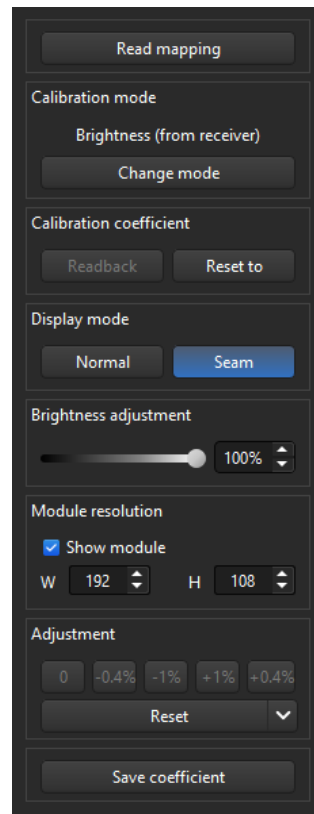 Read mapping
Calibration mode
Brightness (from receiver)
Change mode
Calibration coefficient
Readback Reset to
Display mode
Normal Seam
Brightness adjustment
100%
Module resolution
Show module
W 192 H 108
Adjustment
0 -0.4% -1% +1% +0.4%
Reset
Save coefficient